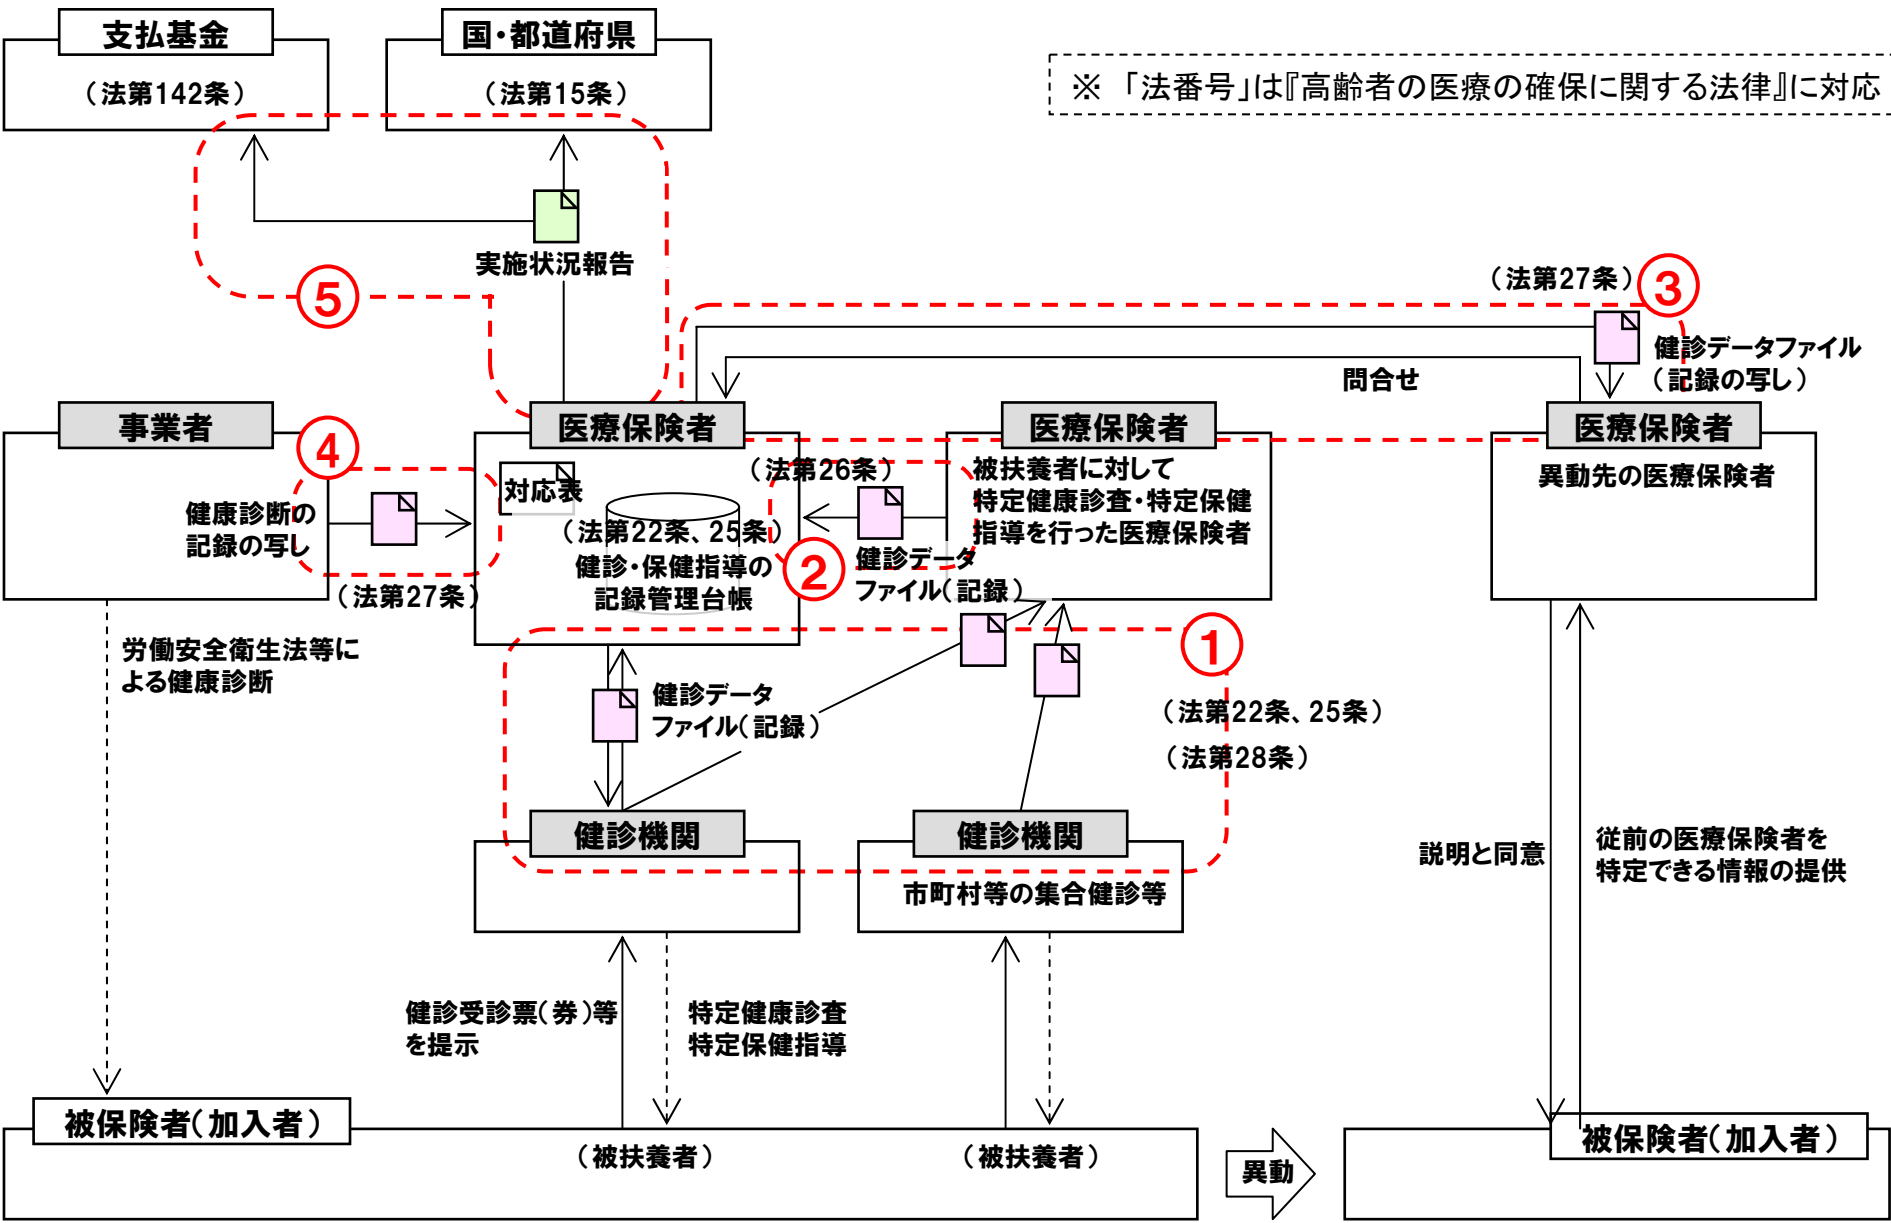 支払基金
（法第142条）
国・都道府県
（法第15条）
※ 「法番号」は『高齢者の医療の確保に関する法律』に対応
実施状況報告
⑤
（法第27条）
③
健診データファイル
（記録の写し）
問合せ
事業者
④
健康診断の
記録の写し
（法第27条）
医療保険者
対応表
（法第22条、25条）
健診・保健指導の
記録管理台帳
（法第26条）
②
健診データ
ファイル（記録）
医療保険者
被扶養者に対して
特定健康診査・特定保健
指導を行った医療保険者
医療保険者
異動先の医療保険者
労働安全衛生法等に
よる健康診断
健診データ
ファイル（記録）
①
（法第22条、25条）
（法第28条）
健診機関
健診機関
市町村等の集合健診等
説明と同意
従前の医療保険者を
特定できる情報の提供
健診受診票（券）等
を提示
特定健康診査
特定保健指導
被保険者（加入者）
（被扶養者）
（被扶養者）
異動
被保険者（加入者）